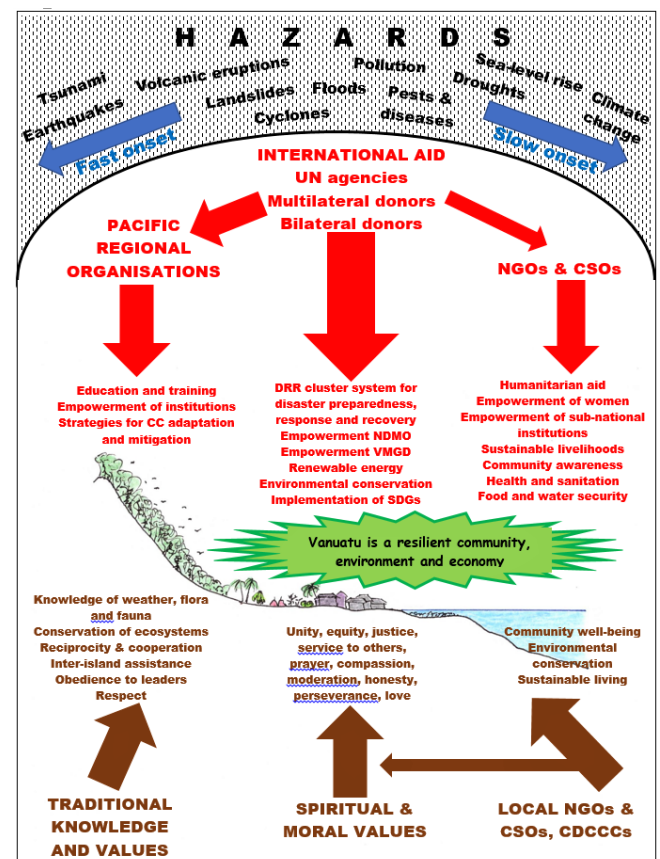 H A Z A R D S
Tsunami
Earthquakes
Volcanic eruptions
Landslides
Cyclones
Floods
Pollution
Pests &
diseases
Droughts
Sea-level rise
Climate
change
Fast onset
Slow onset
INTERNATIONAL AID
UN agencies
Multilateral donors
Bilateral donors
PACIFIC
REGIONAL
ORGANISATIONS
NGOs & CSOs
Education and training
Empowerment of institutions
Strategies for CC adaptation
and mitigation
DRR cluster system for
disaster preparedness,
response and recovery
Empowerment NDMO
Empowerment VMGD
Renewable energy
Environmental conservation
Implementation of SDGs
Humanitarian aid
Empowerment of women
Empowerment of sub-national
institutions
Sustainable livelihoods
Community awareness
Health and sanitation
Food and water security
Vanuatu is a resilient community,
environment and economy
Knowledge of weather, flora
and fauna
Conservation of ecosystems
Reciprocity & cooperation
Inter-island assistance
Obedience to leaders
Respect
Unity, equity, justice,
service to others,
prayer, compassion,
moderation, honesty,
perseverance, love
Community well-being
Environmental
conservation
Sustainable living
TRADITIONAL
KNOWLEDGE
AND VALUES
SPIRITUAL &
MORAL VALUES
LOCAL NGOs &
CSOs, CDCCCs